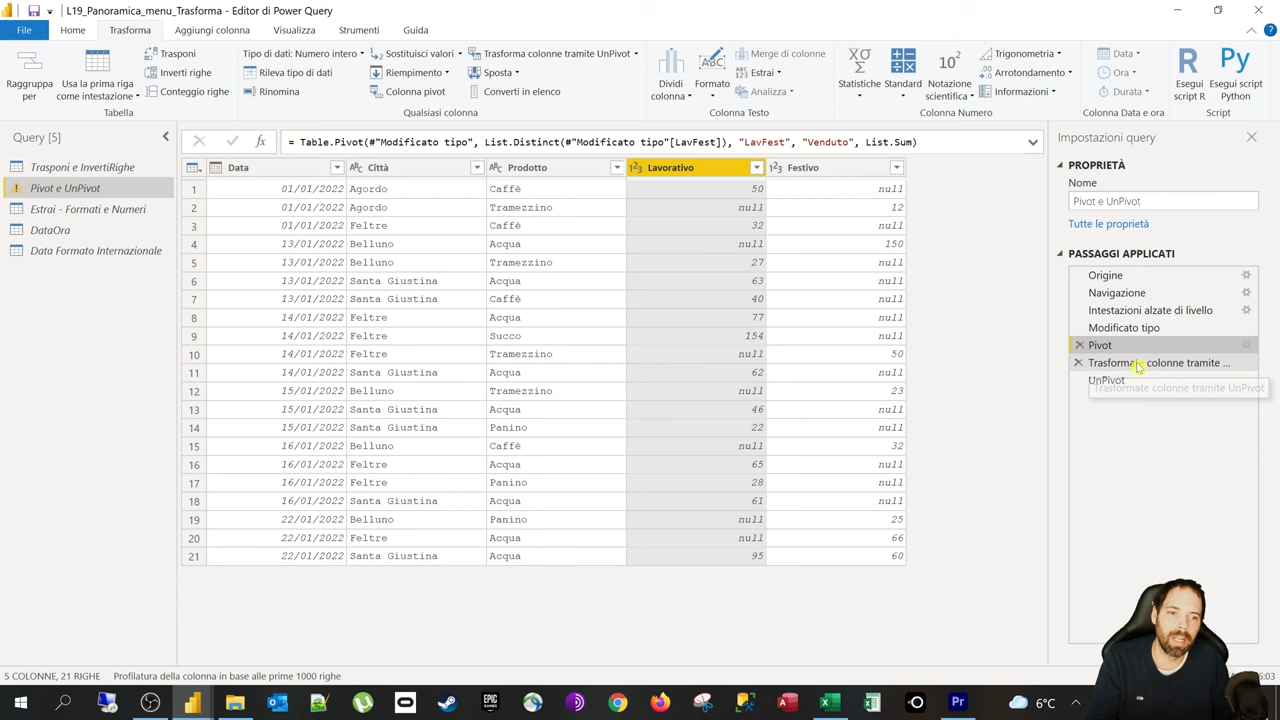 L19_Panoramica_menu_Trasforma - Editor di Power Query
File Home Trasforma Aggiungi colonna Visualizza Strumenti Guida
Raggruppa per
Usa la prima riga come intestazione
Trasponi
Inverti righe
Conteggio righe
Tabella
Tipo di dati: Numero intero
Rileva tipo di dati
Rinomina
Sostituisci valori
Riempimento
Colonna pivot
Trasforma colonne tramite UnPivot
Sposta
Converti in elenco
Qualsiasi colonna
Dividi colonna
Formato
Merge di colonne
Estrai
Analizza
Colonna Testo
Statistiche
Standard
Notazione scientifica
Trigonometria
Arrotondamento
Informazioni
Colonna Numero
Data
Ora
Durata
Colonna Data e ora
Esegui script R
Esegui script Python
Script
Query [5]
Trasponi e InvertiRighe
Pivot e UnPivot
Estrai - Formati e Numeri
DataOra
Data Formato Internazionale
= Table.Pivot(#"Modificato tipo", List.Distinct(#"Modificato tipo"[LavFest]), "LavFest", "Venduto", List.Sum)
Data Città Prodotto Lavorativo Festivo
1 01/01/2022 Agordo Caffè 50 null
2 01/01/2022 Agordo Tramezzino null 12
3 01/01/2022 Feltre Caffè 32 null
4 13/01/2022 Belluno Acqua null 150
5 13/01/2022 Belluno Tramezzino 27 null
6 13/01/2022 Santa Giustina Acqua 63 null
7 13/01/2022 Santa Giustina Caffè 40 null
8 14/01/2022 Feltre Acqua 77 null
9 14/01/2022 Feltre Succo 154 null
10 14/01/2022 Feltre Tramezzino null 50
11 14/01/2022 Santa Giustina Acqua 62 null
12 15/01/2022 Belluno Tramezzino null 23
13 15/01/2022 Santa Giustina Acqua 46 null
14 15/01/2022 Santa Giustina Panino 22 null
15 16/01/2022 Belluno Caffè null 32
16 16/01/2022 Feltre Acqua 65 null
17 16/01/2022 Feltre Panino 28 null
18 16/01/2022 Santa Giustina Acqua 61 null
19 22/01/2022 Belluno Panino null 25
20 22/01/2022 Feltre Acqua null 66
21 22/01/2022 Santa Giustina Acqua 95 60
Impostazioni query
PROPRIETÀ
Nome
Pivot e UnPivot
Tutte le proprietà
PASSAGGI APPLICATI
Origine
Navigazione
Intestazioni alzate di livello
Modificato tipo
Pivot
Trasformate colonne tramite ...
UnPivot
Trasformate colonne tramite UnPivot
5 COLONNE, 21 RIGHE Profilatura della colonna in base alle prime 1000 righe
6°C